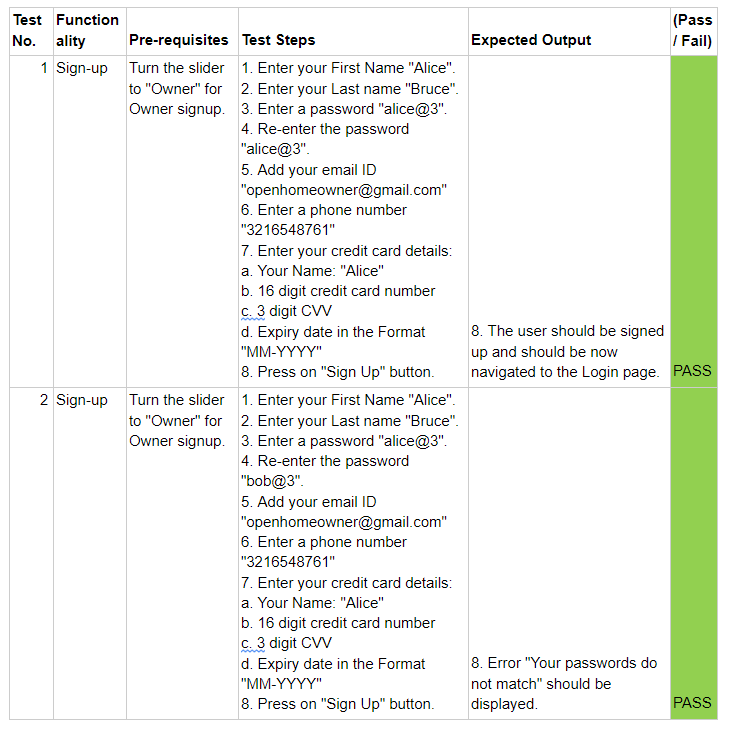 Test No. Function ality Pre-requisites Test Steps Expected Output (Pass / Fail)
1 Sign-up Turn the slider to "Owner" for Owner signup.
1. Enter your First Name "Alice".
2. Enter your Last name "Bruce".
3. Enter a password "alice@3".
4. Re-enter the password
"alice@3".
5. Add your email ID
"openhomeowner@gmail.com"
6. Enter a phone number
"3216548761"
7. Enter your credit card details:
a. Your Name: "Alice"
b. 16 digit credit card number
c. 3 digit CVV
d. Expiry date in the Format
"MM-YYYY"
8. Press on "Sign Up" button.
8. The user should be signed
up and should be now
navigated to the Login page.
PASS
2 Sign-up Turn the slider to "Owner" for Owner signup.
1. Enter your First Name "Alice".
2. Enter your Last name "Bruce".
3. Enter a password "alice@3".
4. Re-enter the password
"bob@3".
5. Add your email ID
"openhomeowner@gmail.com"
6. Enter a phone number
"3216548761"
7. Enter your credit card details:
a. Your Name: "Alice"
b. 16 digit credit card number
c. 3 digit CVV
d. Expiry date in the Format
"MM-YYYY"
8. Press on "Sign Up" button.
8. Error "Your passwords do
not match" should be
displayed.
PASS